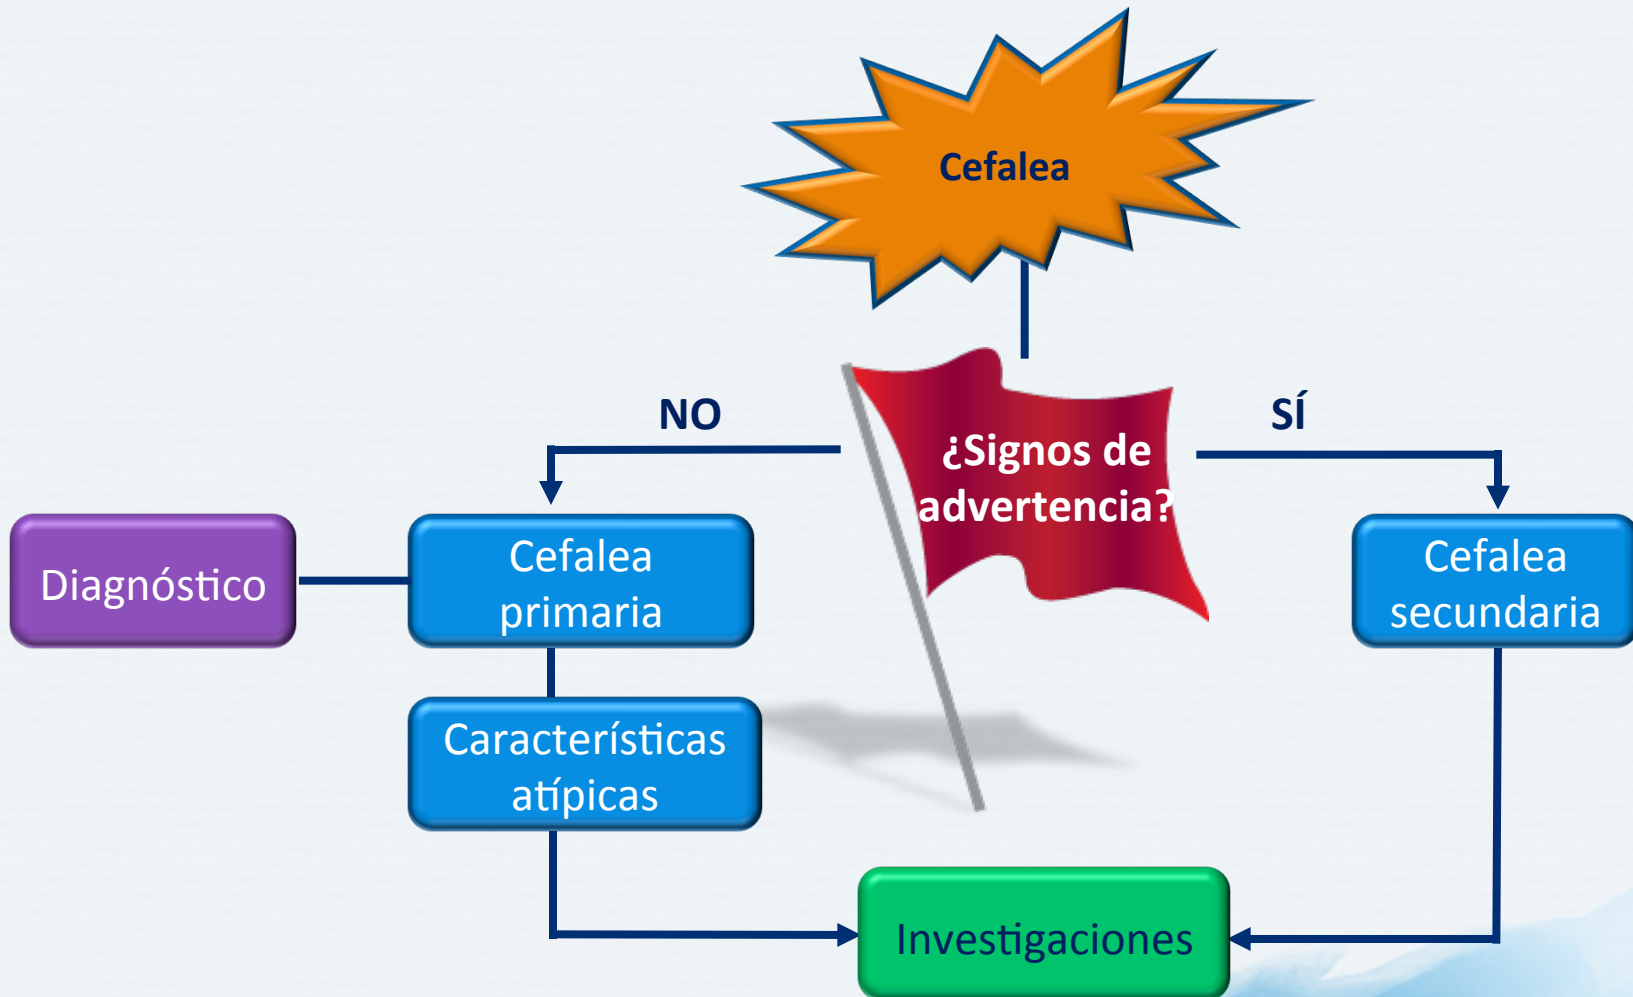 Cefalea
NO
SÍ
¿Signos de
advertencia?
Diagnóstico
Cefalea
primaria
Cefalea
secundaria
Características
atípicas
Investigaciones